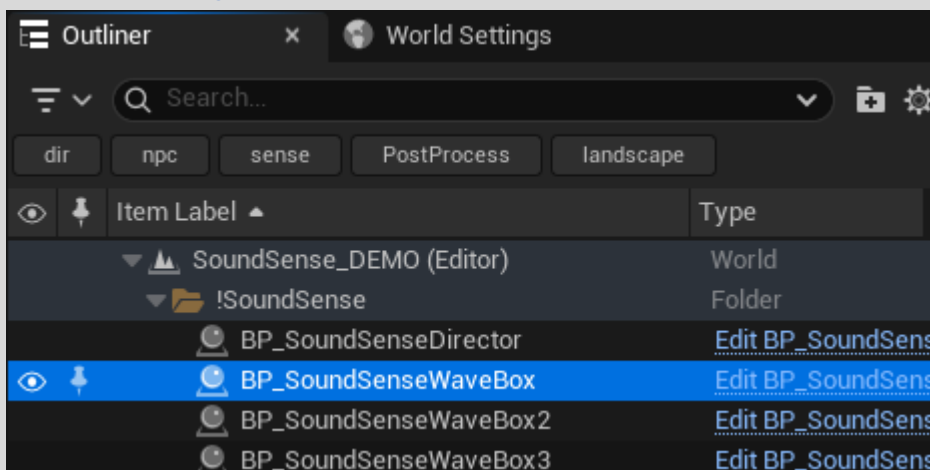 Outliner World Settings
Search...
dir npc sense PostProcess landscape
Item Label Type
SoundSense_DEMO (Editor) World
!SoundSense Folder
BP_SoundSenseDirector Edit BP_SoundSens
BP_SoundSenseWaveBox Edit BP_SoundSens
BP_SoundSenseWaveBox2 Edit BP_SoundSens
BP_SoundSenseWaveBox3 Edit BP_SoundSens